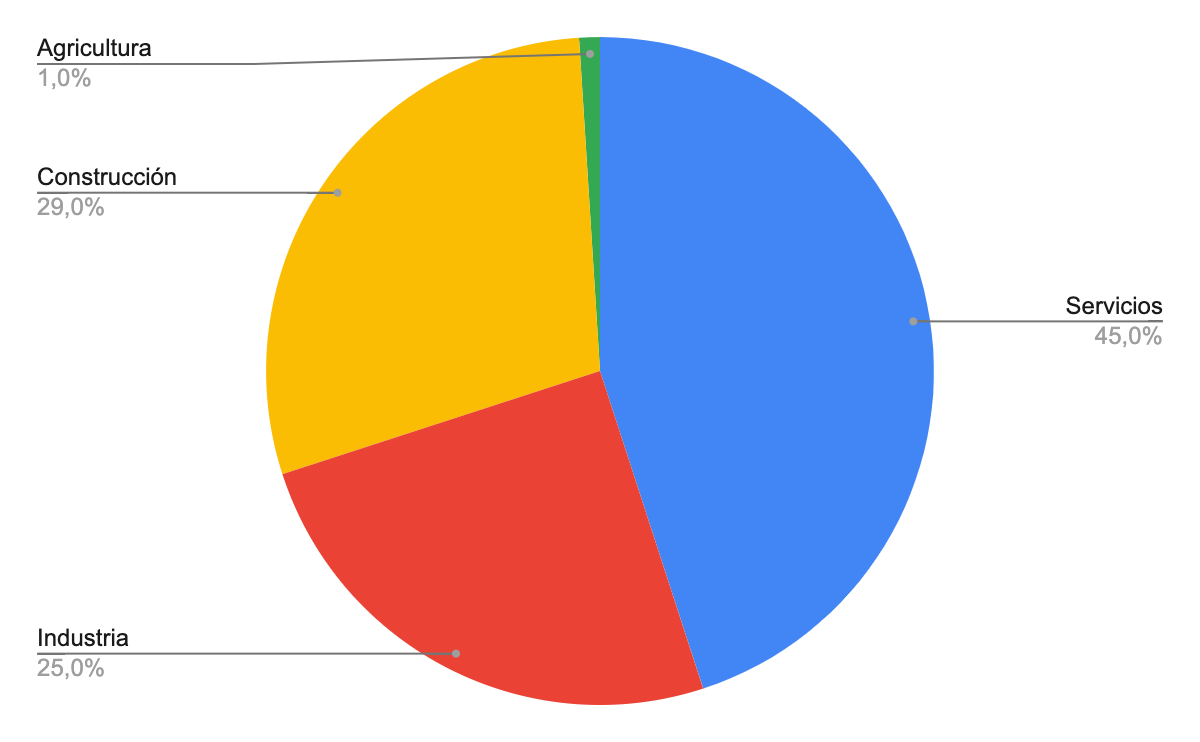 Agricultura
1,0%
Construcción
29,0%
Servicios
45,0%
Industria
25,0%